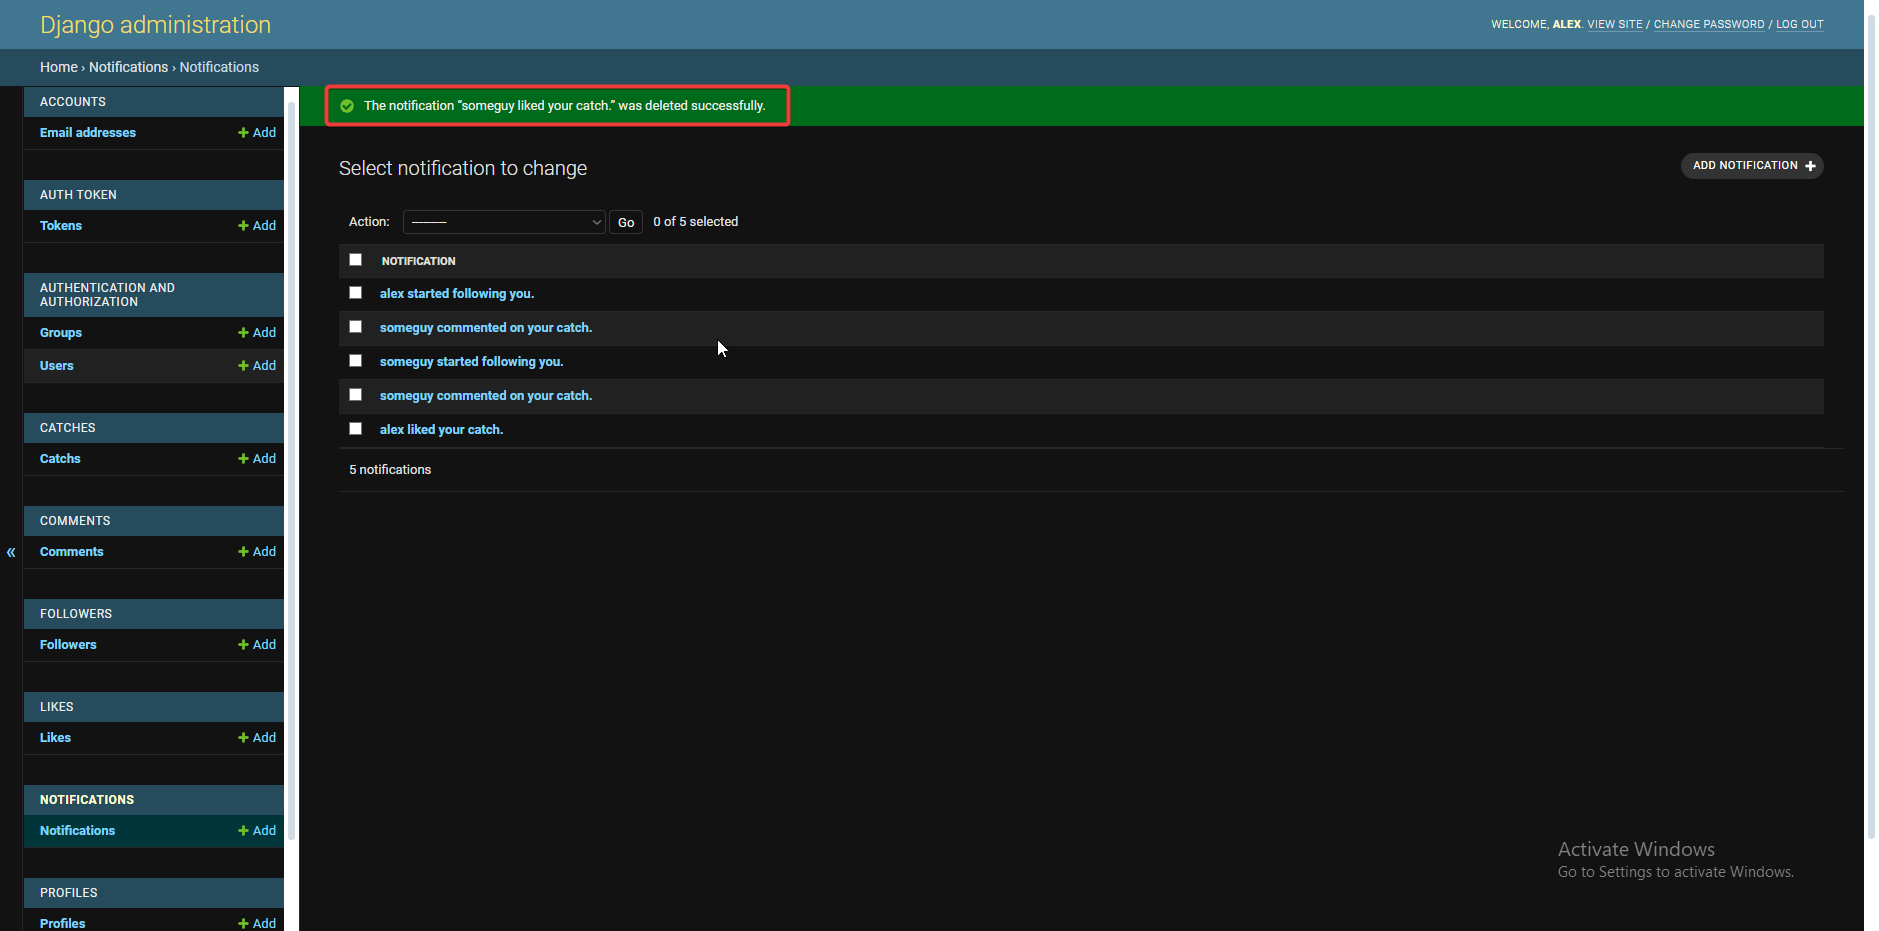 Django administration
WELCOME, ALEX. VIEW SITE / CHANGE PASSWORD / LOG OUT
Home › Notifications › Notifications
ACCOUNTS
Email addresses + Add
AUTH TOKEN
Tokens + Add
AUTHENTICATION AND
AUTHORIZATION
Groups + Add
Users + Add
CATCHES
Catchs + Add
COMMENTS
Comments + Add
FOLLOWERS
Followers + Add
LIKES
Likes + Add
NOTIFICATIONS
Notifications + Add
PROFILES
Profiles + Add
«
The notification “someguy liked your catch.” was deleted successfully.
Select notification to change
ADD NOTIFICATION +
Action: --------- Go 0 of 5 selected
NOTIFICATION
alex started following you.
someguy commented on your catch.
someguy started following you.
someguy commented on your catch.
alex liked your catch.
5 notifications
Activate Windows
Go to Settings to activate Windows.